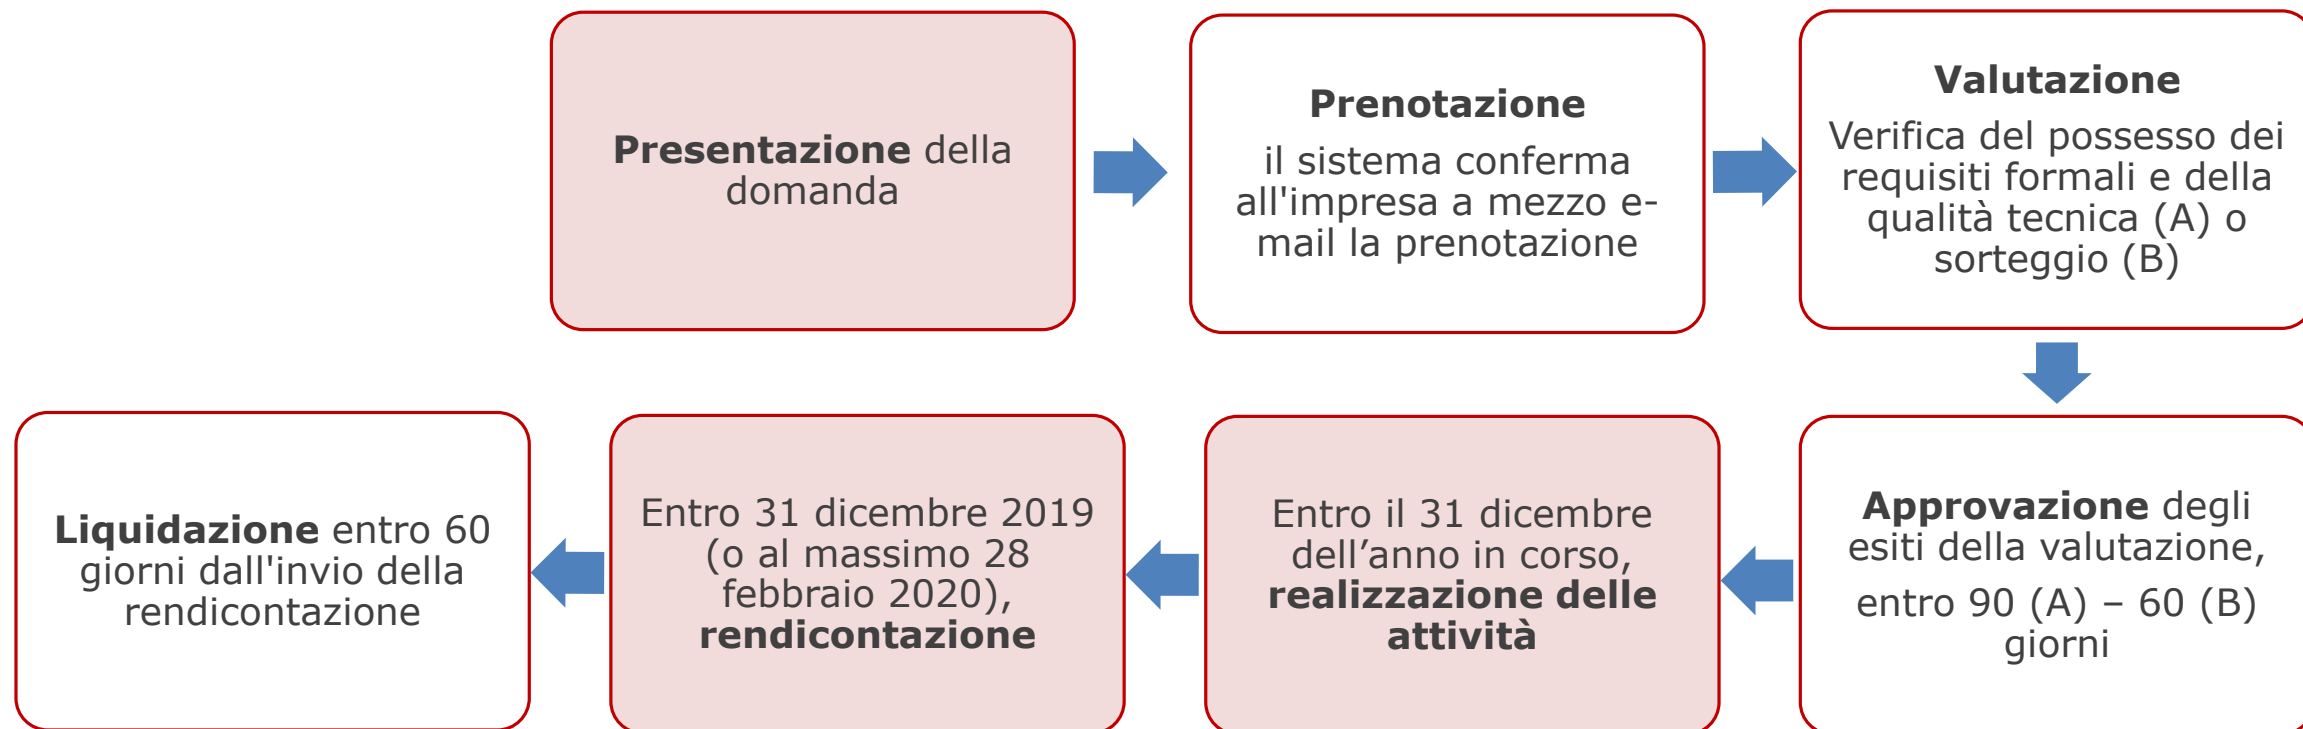 Presentazione della
domanda
Prenotazione
il sistema conferma
all'impresa a mezzo e-
mail la prenotazione
Valutazione
Verifica del possesso dei
requisiti formali e della
qualità tecnica (A) o
sorteggio (B)
Approvazione degli
esiti della valutazione,
entro 90 (A) – 60 (B)
giorni
Entro il 31 dicembre
dell’anno in corso,
realizzazione delle
attività
Entro 31 dicembre 2019
(o al massimo 28
febbraio 2020),
rendicontazione
Liquidazione entro 60
giorni dall'invio della
rendicontazione